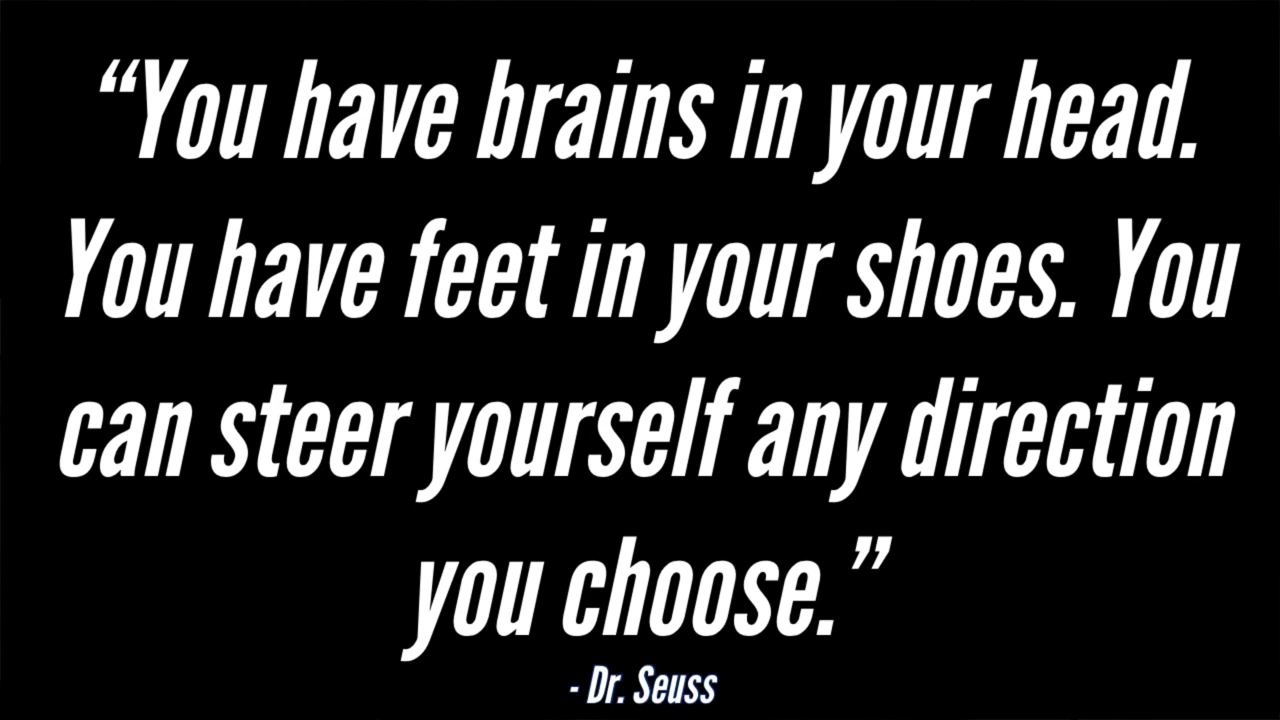 “You have brains in your head.
You have feet in your shoes. You
can steer yourself any direction
you choose.”
- Dr. Seuss